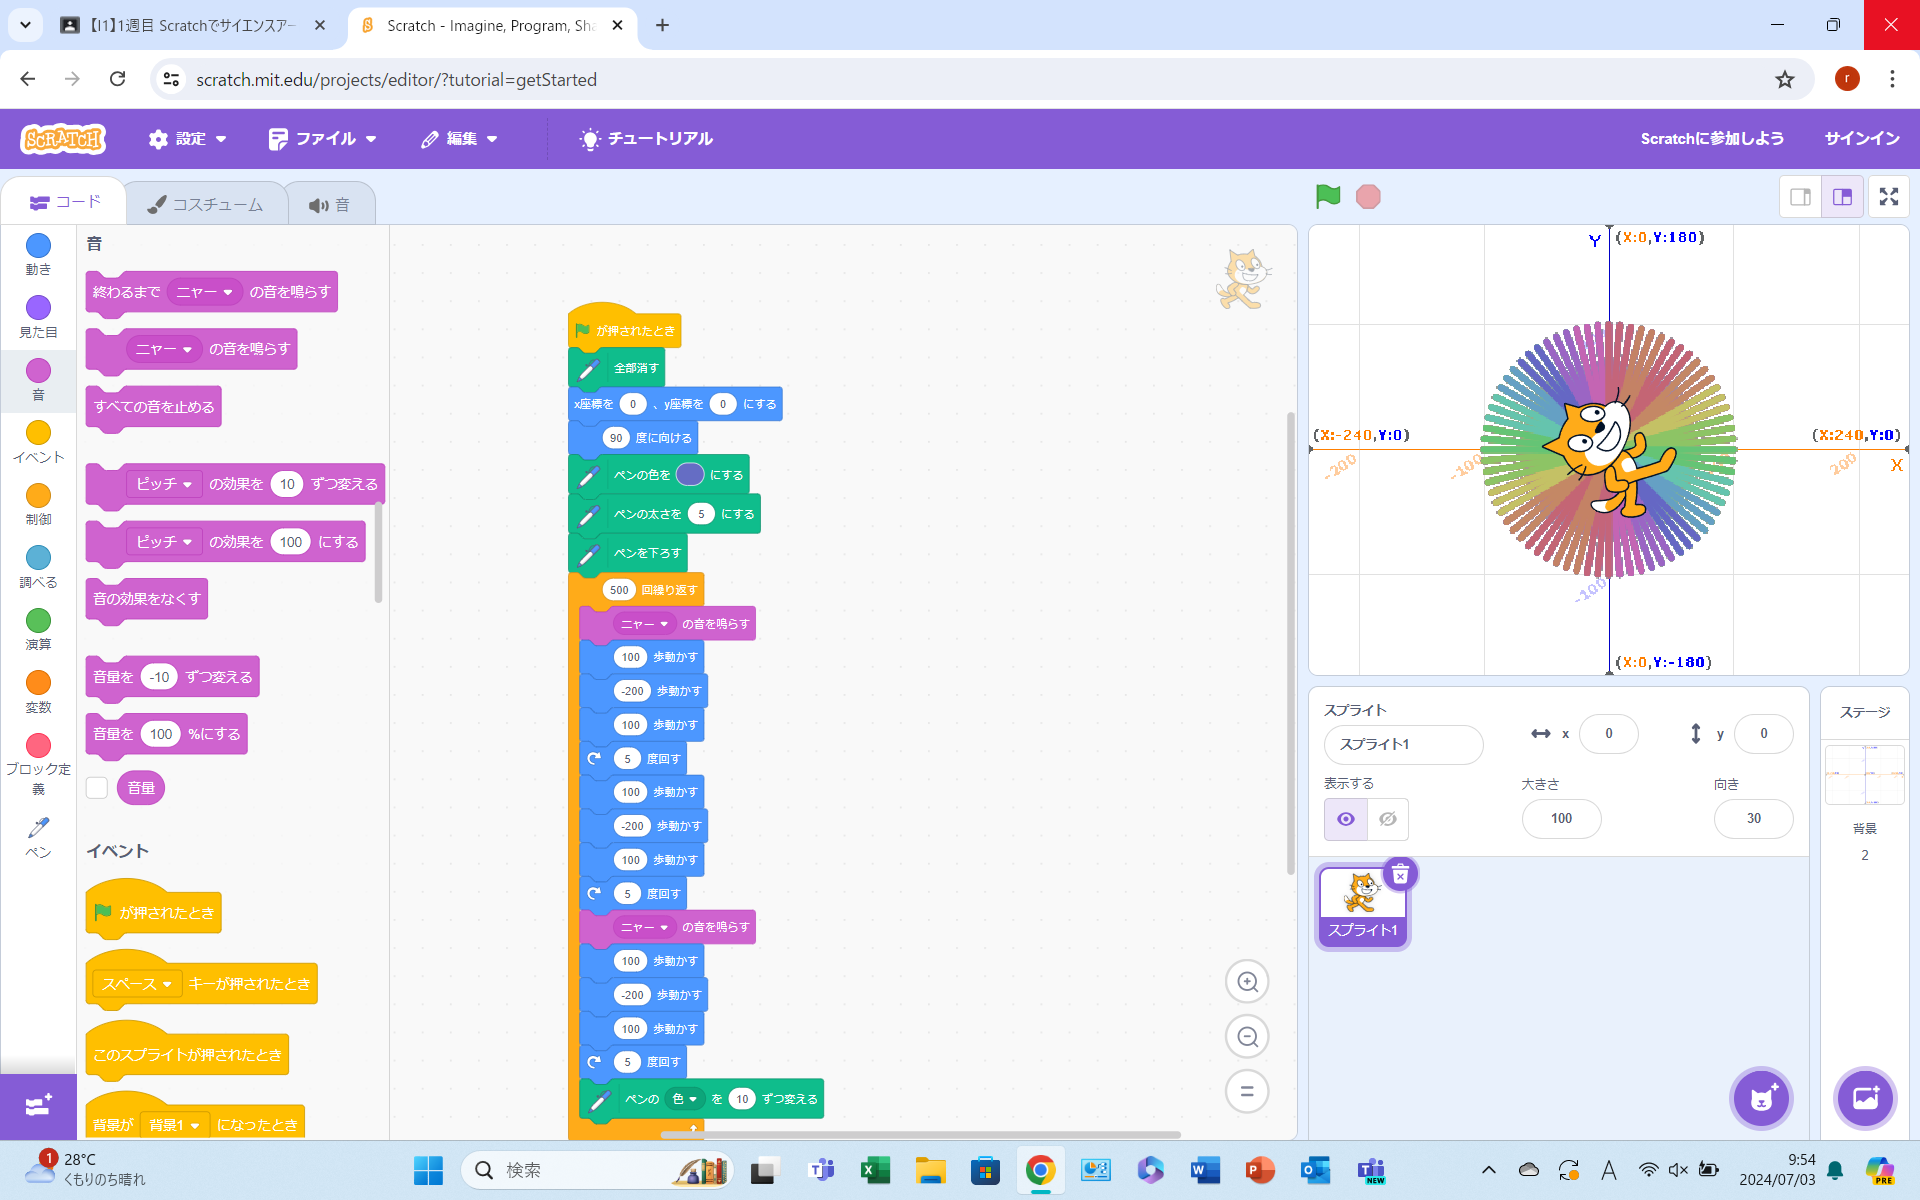 【I1】1週目 Scratchでサイエンスアー
Scratch - Imagine, Program, Sha
scratch.mit.edu/projects/editor/?tutorial=getStarted
r
SCRATCH
設定
ファイル
編集
チュートリアル
Scratchに参加しよう
サインイン
コード
コスチューム
音
動き
見た目
音
イベント
制御
調べる
演算
変数
ブロック定
義
ペン
音
終わるまで ニャー の音を鳴らす
ニャー の音を鳴らす
すべての音を止める
ピッチ の効果を 10 ずつ変える
ピッチ の効果を 100 にする
音の効果をなくす
音量を -10 ずつ変える
音量を 100 %にする
音量
イベント
が押されたとき
スペース キーが押されたとき
このスプライトが押されたとき
背景が 背景1 になったとき
が押されたとき
全部消す
x座標を 0 、y座標を 0 にする
90 度に向ける
ペンの色を にする
ペンの太さを 5 にする
ペンを下ろす
500 回繰り返す
ニャー の音を鳴らす
100 歩動かす
-200 歩動かす
100 歩動かす
5 度回す
100 歩動かす
-200 歩動かす
100 歩動かす
5 度回す
ニャー の音を鳴らす
100 歩動かす
-200 歩動かす
100 歩動かす
5 度回す
ペンの 色 を 10 ずつ変える
Y (X:0,Y:180)
(X:-240,Y:0)
(X:240,Y:0)
-200
-100
200
X
-100
(X:0,Y:-180)
スプライト
スプライト1
x 0
y 0
表示する
大きさ
向き
100
30
スプライト1
ステージ
背景
2
1
28°C
くもりのち晴れ
検索
NEW
A
9:54
2024/07/03
PRE